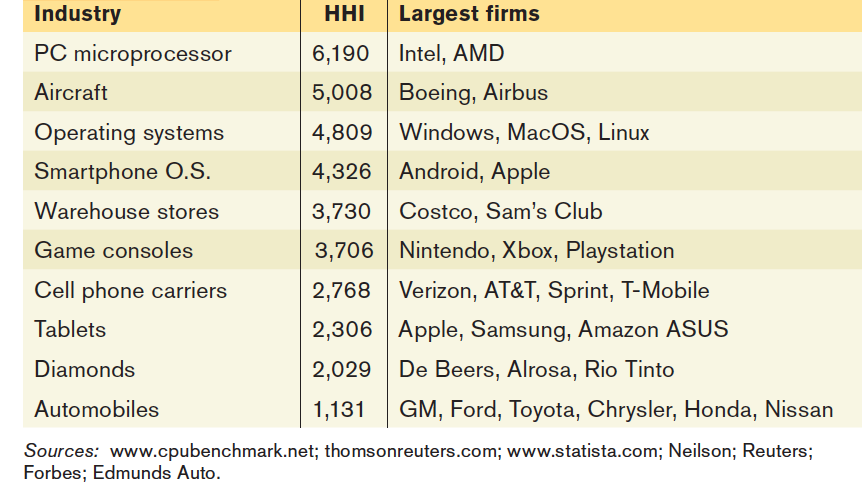 Industry HHI Largest firms
PC microprocessor 6,190 Intel, AMD
Aircraft 5,008 Boeing, Airbus
Operating systems 4,809 Windows, MacOS, Linux
Smartphone O.S. 4,326 Android, Apple
Warehouse stores 3,730 Costco, Sam’s Club
Game consoles 3,706 Nintendo, Xbox, Playstation
Cell phone carriers 2,768 Verizon, AT&T, Sprint, T-Mobile
Tablets 2,306 Apple, Samsung, Amazon ASUS
Diamonds 2,029 De Beers, Alrosa, Rio Tinto
Automobiles 1,131 GM, Ford, Toyota, Chrysler, Honda, Nissan
Sources: www.cpubenchmark.net; thomsonreuters.com; www.statista.com; Neilson; Reuters;
Forbes; Edmunds Auto.